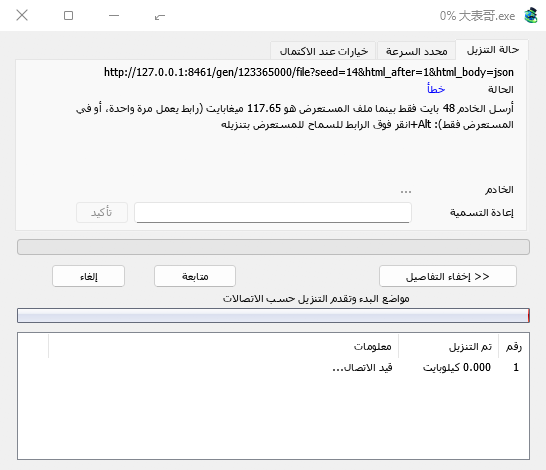 0% 大表哥.exe
حالة التنزيل
محدد السرعة
خيارات عند الاكتمال
http://127.0.0.1:8461/gen/123365000/file?seed=14&html_after=1&html_body=json
الحالة
خطأ
أرسل الخادم 48 بايت فقط بينما ملف المستعرض هو 117.65 ميغابايت (رابط يعمل مرة واحدة، أو في
المستعرض فقط): Alt+انقر فوق الرابط للسماح للمستعرض بتنزيله
الخادم
...
إعادة التسمية
تأكيد
<< إخفاء التفاصيل
متابعة
إلغاء
مواضع البدء وتقدم التنزيل حسب الاتصالات
رقم
تم التنزيل
معلومات
1
0.000 كيلوبايت
قيد الاتصال...